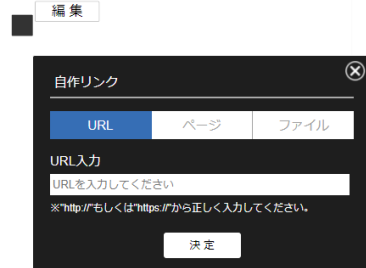 編集
自作リンク
URL
ページ
ファイル
URL入力
URLを入力してください
※"http://"もしくは"https://"から正しく入力してください。
決定